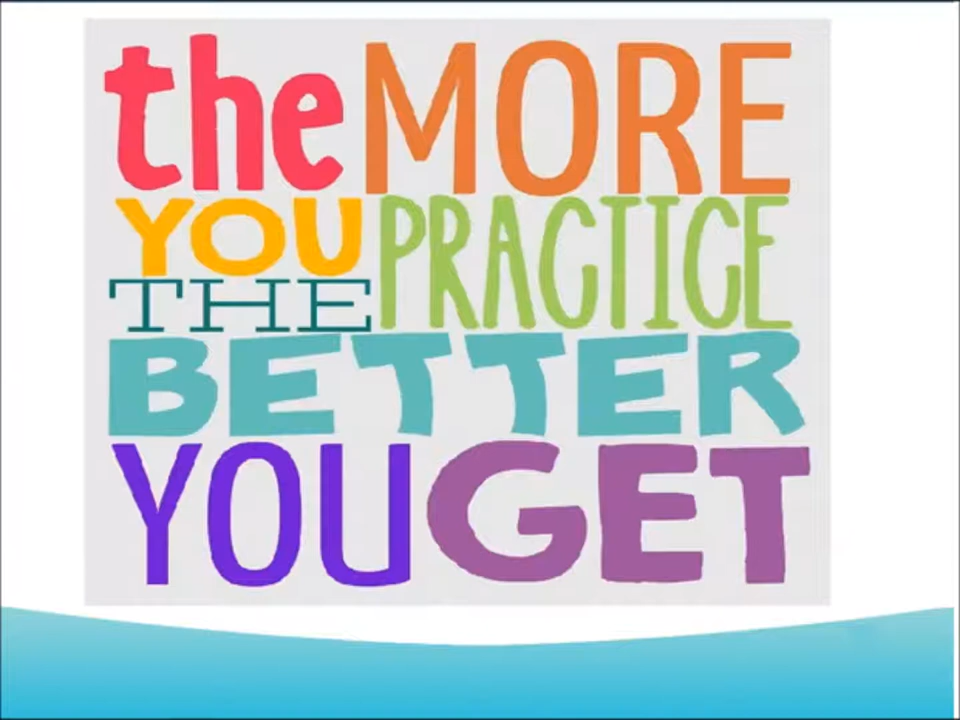 the MORE
YOU PRACTICE
THE
BETTER
YOU GET